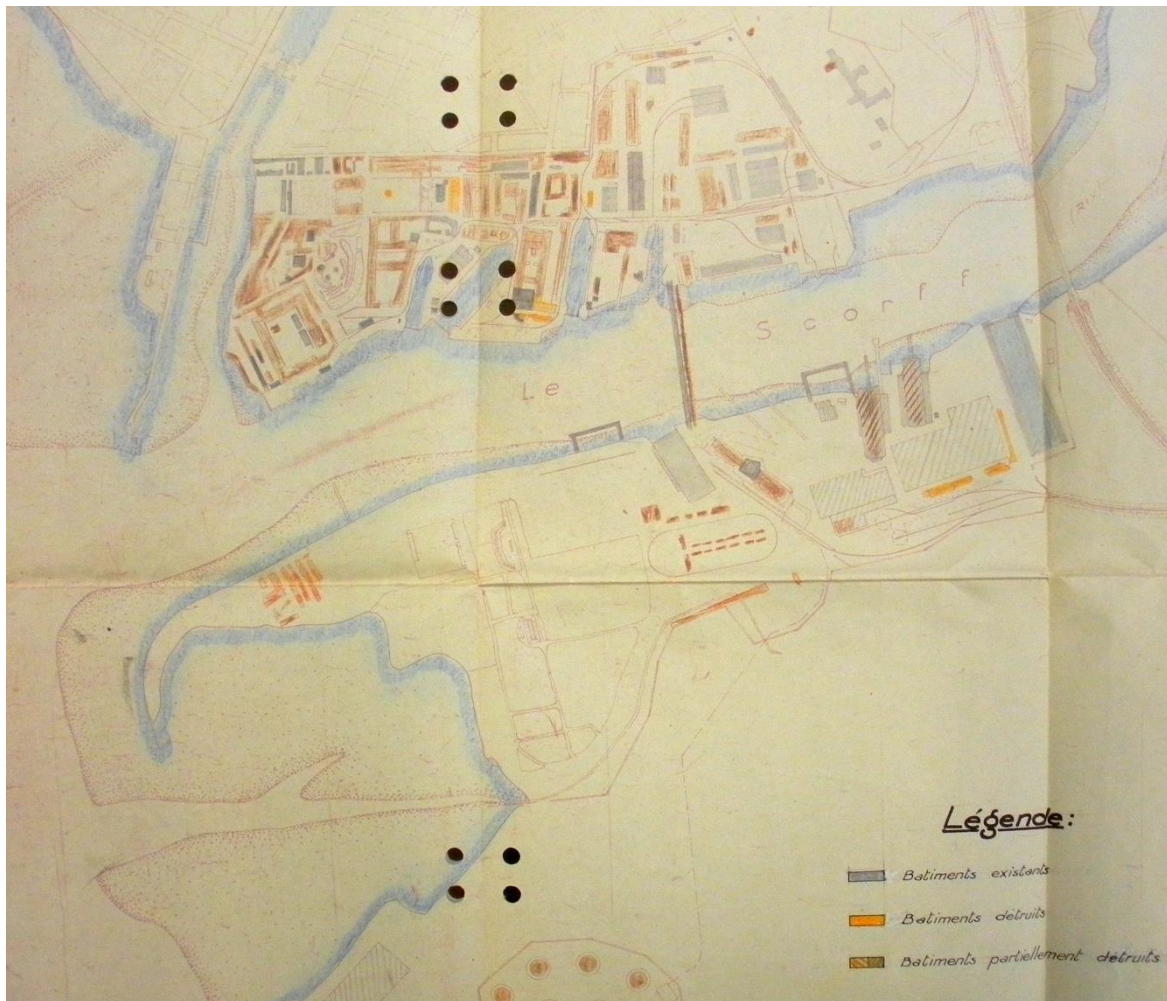 Le Scorff
Légende:
Batiments existants
Batiments détruits
Batiments partiellement détruits